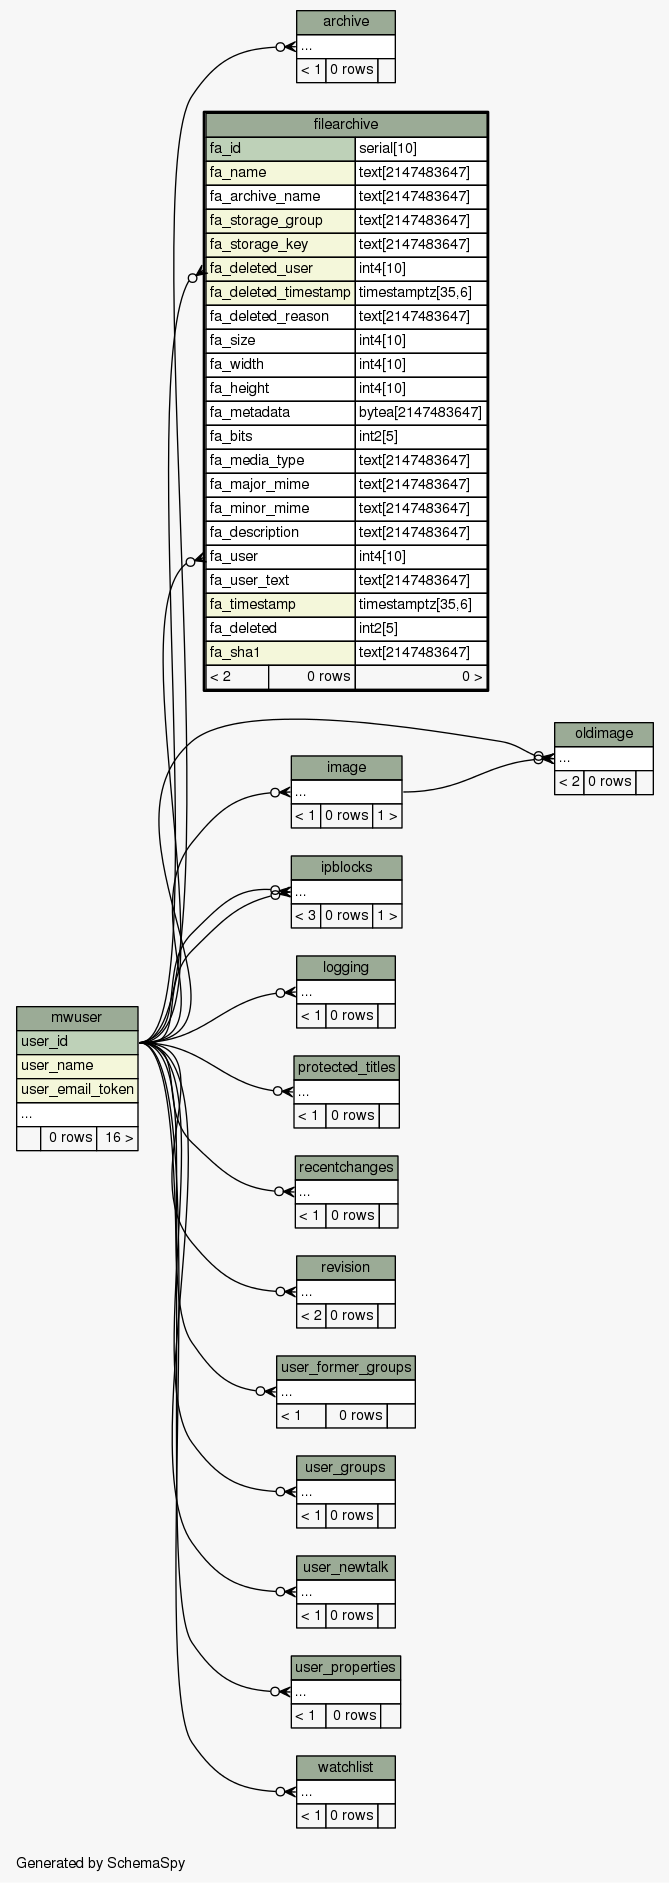 archive
...
< 1 0 rows
filearchive
fa_id serial[10]
fa_name text[2147483647]
fa_archive_name text[2147483647]
fa_storage_group text[2147483647]
fa_storage_key text[2147483647]
fa_deleted_user int4[10]
fa_deleted_timestamp timestamptz[35,6]
fa_deleted_reason text[2147483647]
fa_size int4[10]
fa_width int4[10]
fa_height int4[10]
fa_metadata bytea[2147483647]
fa_bits int2[5]
fa_media_type text[2147483647]
fa_major_mime text[2147483647]
fa_minor_mime text[2147483647]
fa_description text[2147483647]
fa_user int4[10]
fa_user_text text[2147483647]
fa_timestamp timestamptz[35,6]
fa_deleted int2[5]
fa_sha1 text[2147483647]
< 2 0 rows 0 >
oldimage
...
< 2 0 rows
image
...
< 1 0 rows 1 >
ipblocks
...
< 3 0 rows 1 >
logging
...
< 1 0 rows
mwuser
user_id
user_name
user_email_token
...
0 rows 16 >
protected_titles
...
< 1 0 rows
recentchanges
...
< 1 0 rows
revision
...
< 2 0 rows
user_former_groups
...
< 1 0 rows
user_groups
...
< 1 0 rows
user_newtalk
...
< 1 0 rows
user_properties
...
< 1 0 rows
watchlist
...
< 1 0 rows
Generated by SchemaSpy